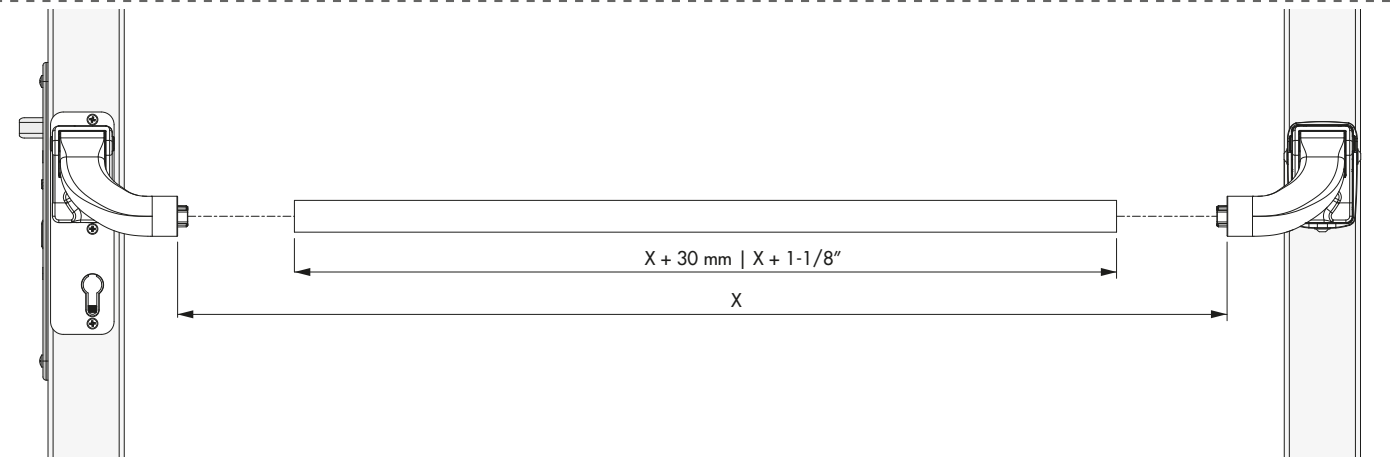 X + 30 mm | X + 1-1/8″
X